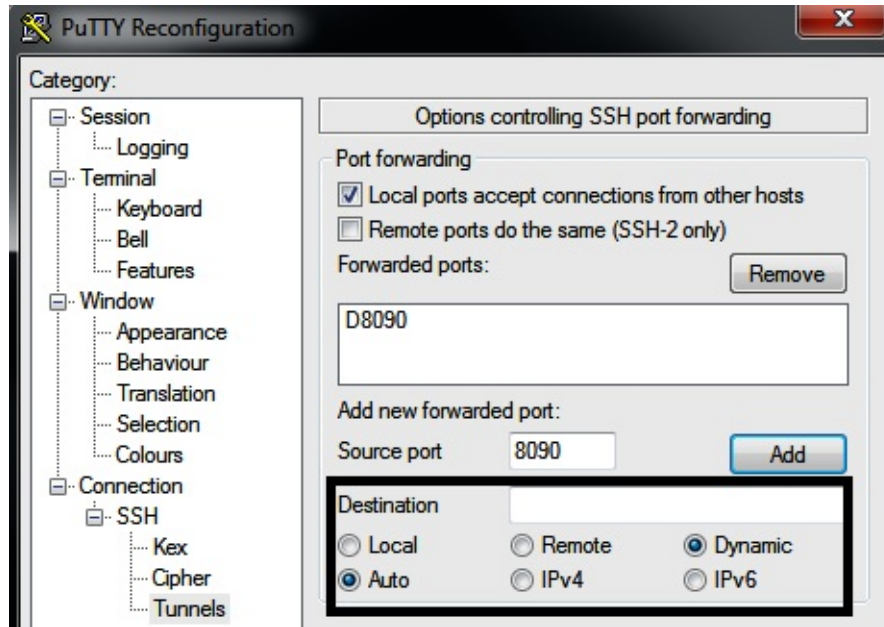 PuTTY Reconfiguration
Category:
Session
Logging
Terminal
Keyboard
Bell
Features
Window
Appearance
Behaviour
Translation
Selection
Colours
Connection
SSH
Kex
Cipher
Tunnels
Options controlling SSH port forwarding
Port forwarding
Local ports accept connections from other hosts
Remote ports do the same (SSH-2 only)
Forwarded ports:
Remove
D8090
Add new forwarded port:
Source port 8090 Add
Destination
Local Remote Dynamic
Auto IPv4 IPv6